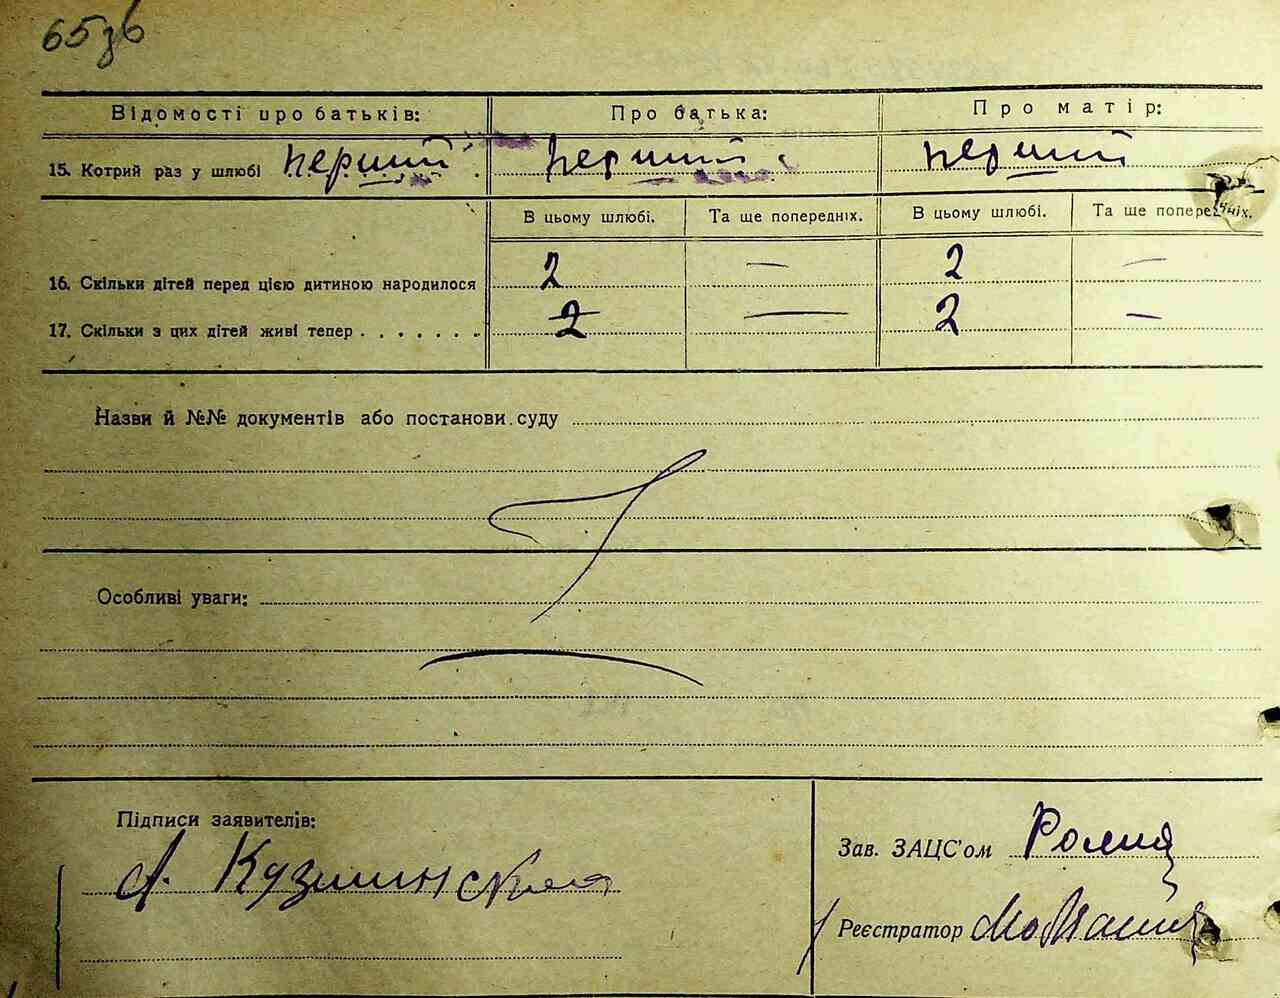 65зв
Відомості про батьків: Про батька: Про матір:
15. Котрий раз у шлюбі перший перший перший
В цьому шлюбі. Та ще попередніх. В цьому шлюбі. Та ще попередніх.
16. Скільки дітей перед цією дитиною народилося 2 — 2 —
17. Скільки з цих дітей живі тепер . . . . . . . 2 — 2 —
Назви й №№ документів або постанови суду
Особливі уваги:
Підписи заявителів:
Зав. ЗАЦС'ом
Реєстратор